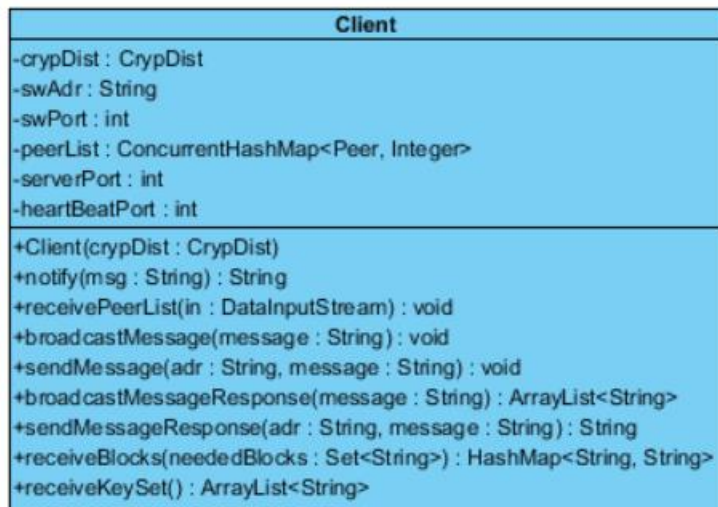 Client
-crypDist : CrypDist
-swAdr : String
-swPort : int
-peerList : ConcurrentHashMap<Peer, Integer>
-serverPort : int
-heartBeatPort : int
+Client(crypDist : CrypDist)
+notify(msg : String) : String
+receivePeerList(in : DataInputStream) : void
+broadcastMessage(message : String) : void
+sendMessage(adr : String, message : String) : void
+broadcastMessageResponse(message : String) : ArrayList<String>
+sendMessageResponse(adr : String, message : String) : String
+receiveBlocks(neededBlocks : Set<String>) : HashMap<String, String>
+receiveKeySet() : ArrayList<String>